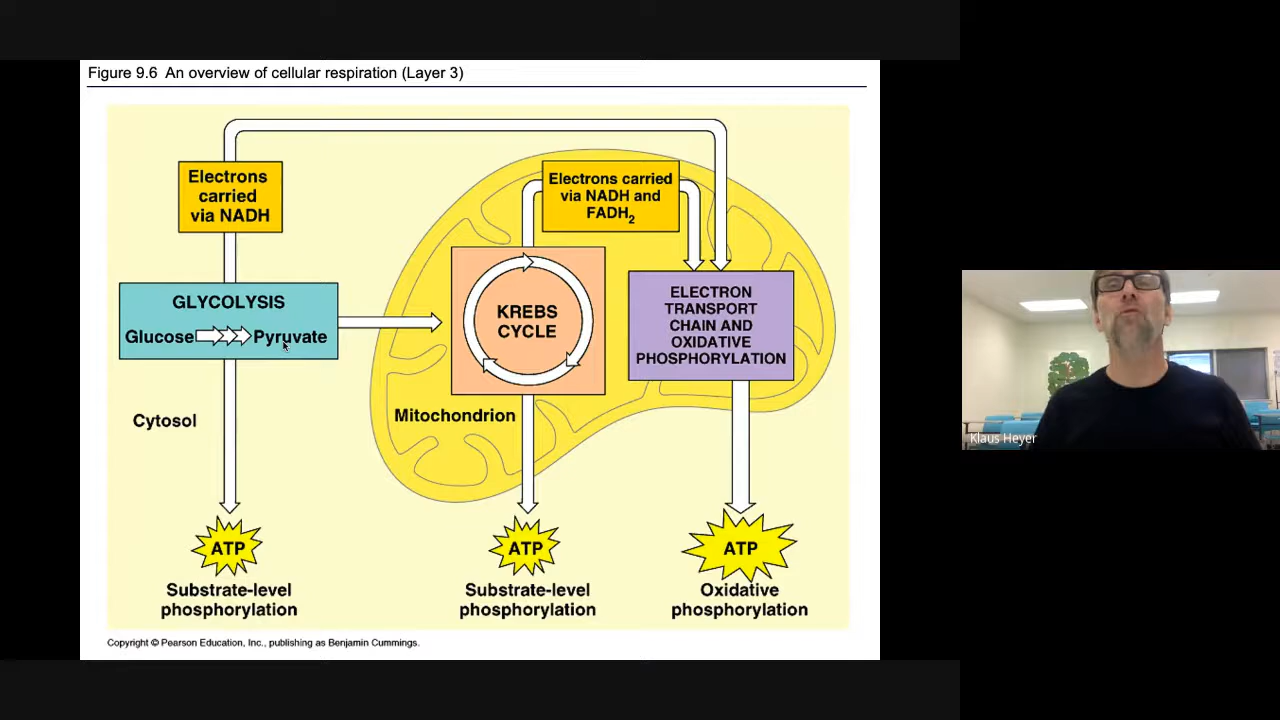 Figure 9.6 An overview of cellular respiration (Layer 3)
Electrons
carried
via NADH
Electrons carried
via NADH and
FADH2
GLYCOLYSIS
Glucose Pyruvate
KREBS
CYCLE
ELECTRON
TRANSPORT
CHAIN AND
OXIDATIVE
PHOSPHORYLATION
Cytosol
Mitochondrion
ATP
Substrate-level
phosphorylation
ATP
Substrate-level
phosphorylation
ATP
Oxidative
phosphorylation
Copyright © Pearson Education, Inc., publishing as Benjamin Cummings.
Klaus Heyer